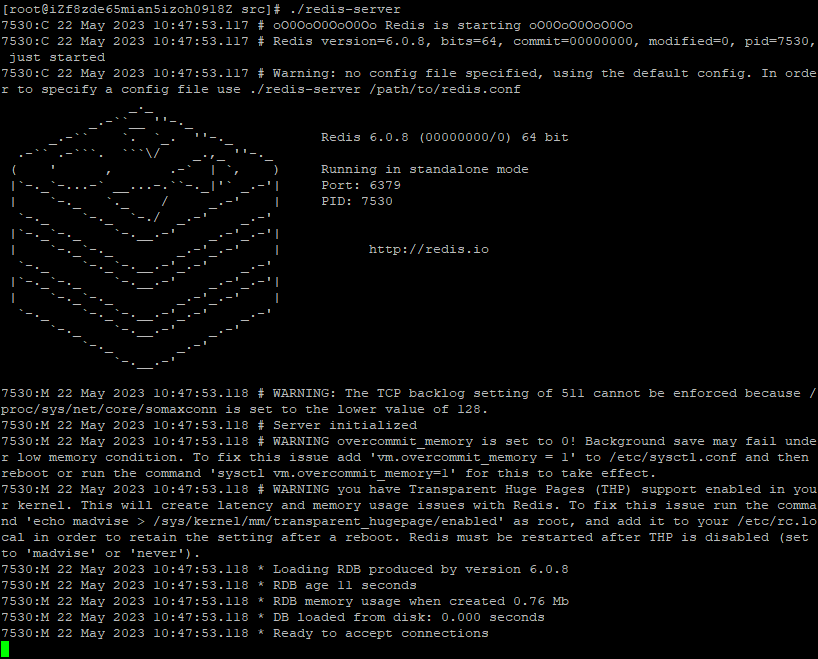 [root@iZf8zde65mian5izoh0918Z src]# ./redis-server
7530:C 22 May 2023 10:47:53.117 # oO0OoO0OoO0Oo Redis is starting oO0OoO0OoO0Oo
7530:C 22 May 2023 10:47:53.117 # Redis version=6.0.8, bits=64, commit=00000000, modified=0, pid=7530,
just started
7530:C 22 May 2023 10:47:53.117 # Warning: no config file specified, using the default config. In orde
r to specify a config file use ./redis-server /path/to/redis.conf
Redis 6.0.8 (00000000/0) 64 bit
Running in standalone mode
Port: 6379
PID: 7530
http://redis.io
7530:M 22 May 2023 10:47:53.118 # WARNING: The TCP backlog setting of 511 cannot be enforced because /
proc/sys/net/core/somaxconn is set to the lower value of 128.
7530:M 22 May 2023 10:47:53.118 # Server initialized
7530:M 22 May 2023 10:47:53.118 # WARNING overcommit_memory is set to 0! Background save may fail unde
r low memory condition. To fix this issue add 'vm.overcommit_memory = 1' to /etc/sysctl.conf and then
reboot or run the command 'sysctl vm.overcommit_memory=1' for this to take effect.
7530:M 22 May 2023 10:47:53.118 # WARNING you have Transparent Huge Pages (THP) support enabled in you
r kernel. This will create latency and memory usage issues with Redis. To fix this issue run the comma
nd 'echo madvise > /sys/kernel/mm/transparent_hugepage/enabled' as root, and add it to your /etc/rc.lo
cal in order to retain the setting after a reboot. Redis must be restarted after THP is disabled (set
to 'madvise' or 'never').
7530:M 22 May 2023 10:47:53.118 * Loading RDB produced by version 6.0.8
7530:M 22 May 2023 10:47:53.118 * RDB age 11 seconds
7530:M 22 May 2023 10:47:53.118 * RDB memory usage when created 0.76 Mb
7530:M 22 May 2023 10:47:53.118 * DB loaded from disk: 0.000 seconds
7530:M 22 May 2023 10:47:53.118 * Ready to accept connections